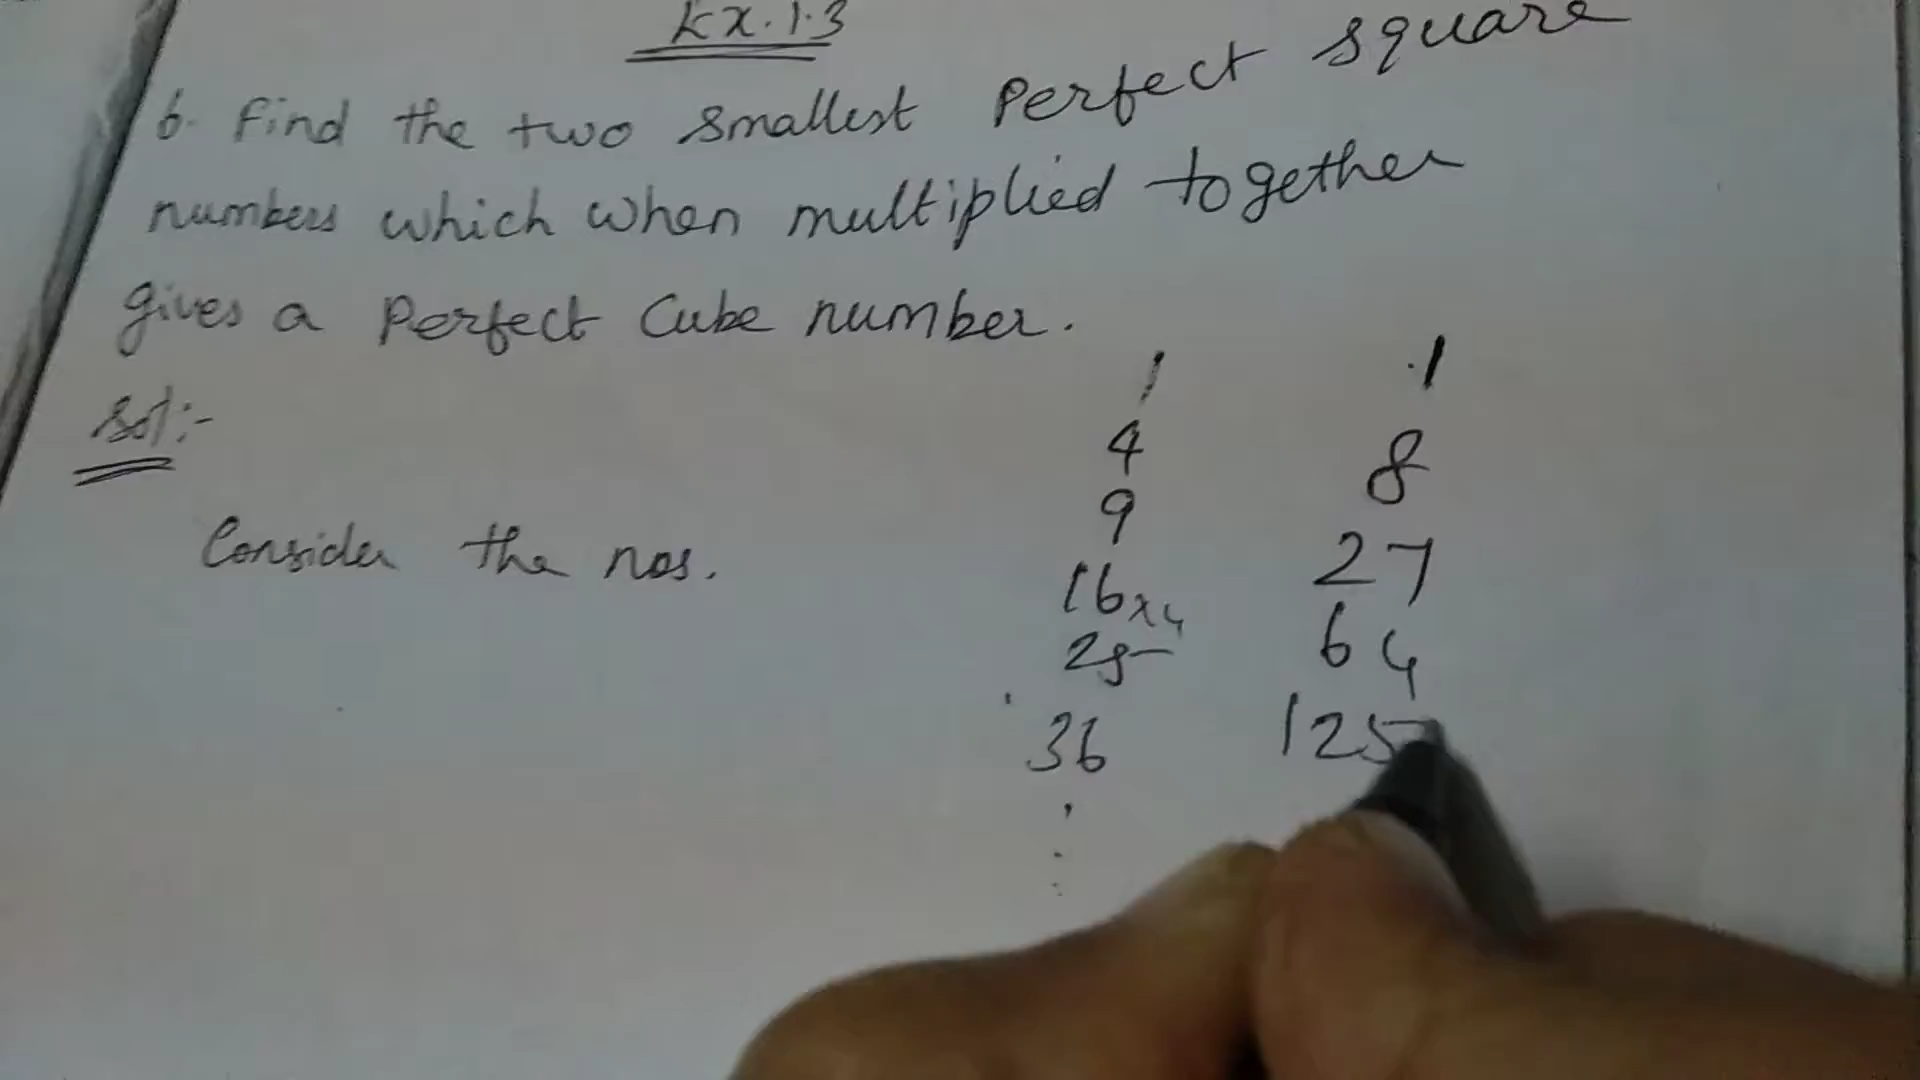 Ex. 1.3
6. Find the two smallest Perfect square
numbers which when multiplied together
gives a Perfect Cube number.
Sol:-
Consider the nos.
1 1
4 8
9 27
16x4 64
25 125
36